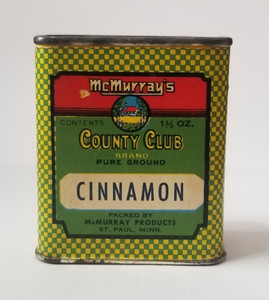 McMurray's
CONTENTS 1½ OZ.
COUNTY CLUB
BRAND
PURE GROUND
CINNAMON
PACKED BY
McMURRAY PRODUCTS
ST. PAUL, MINN.